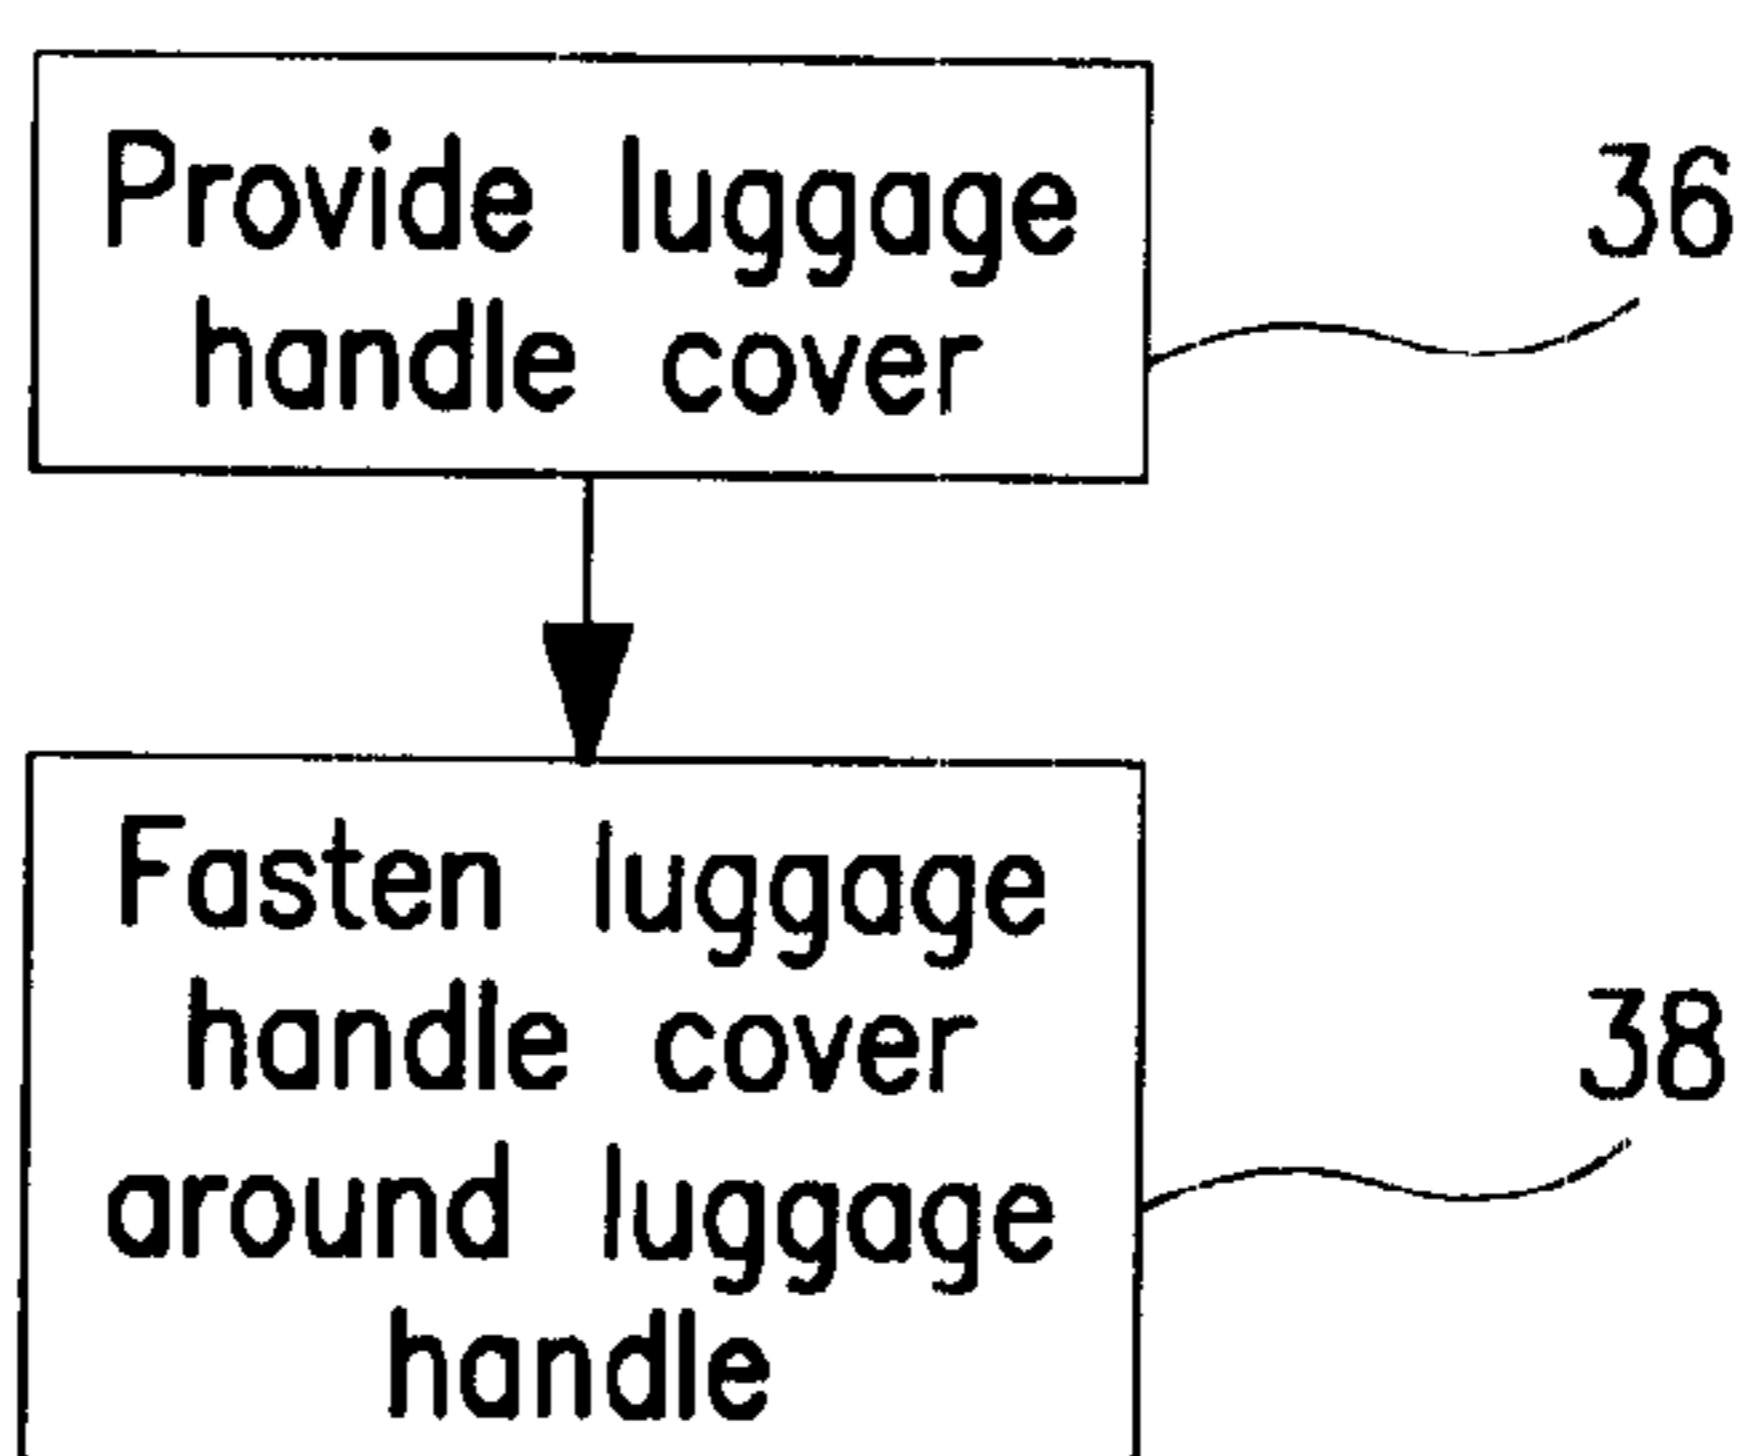 Provide luggage
handle cover
36
Fasten luggage
handle cover
around luggage
handle
38